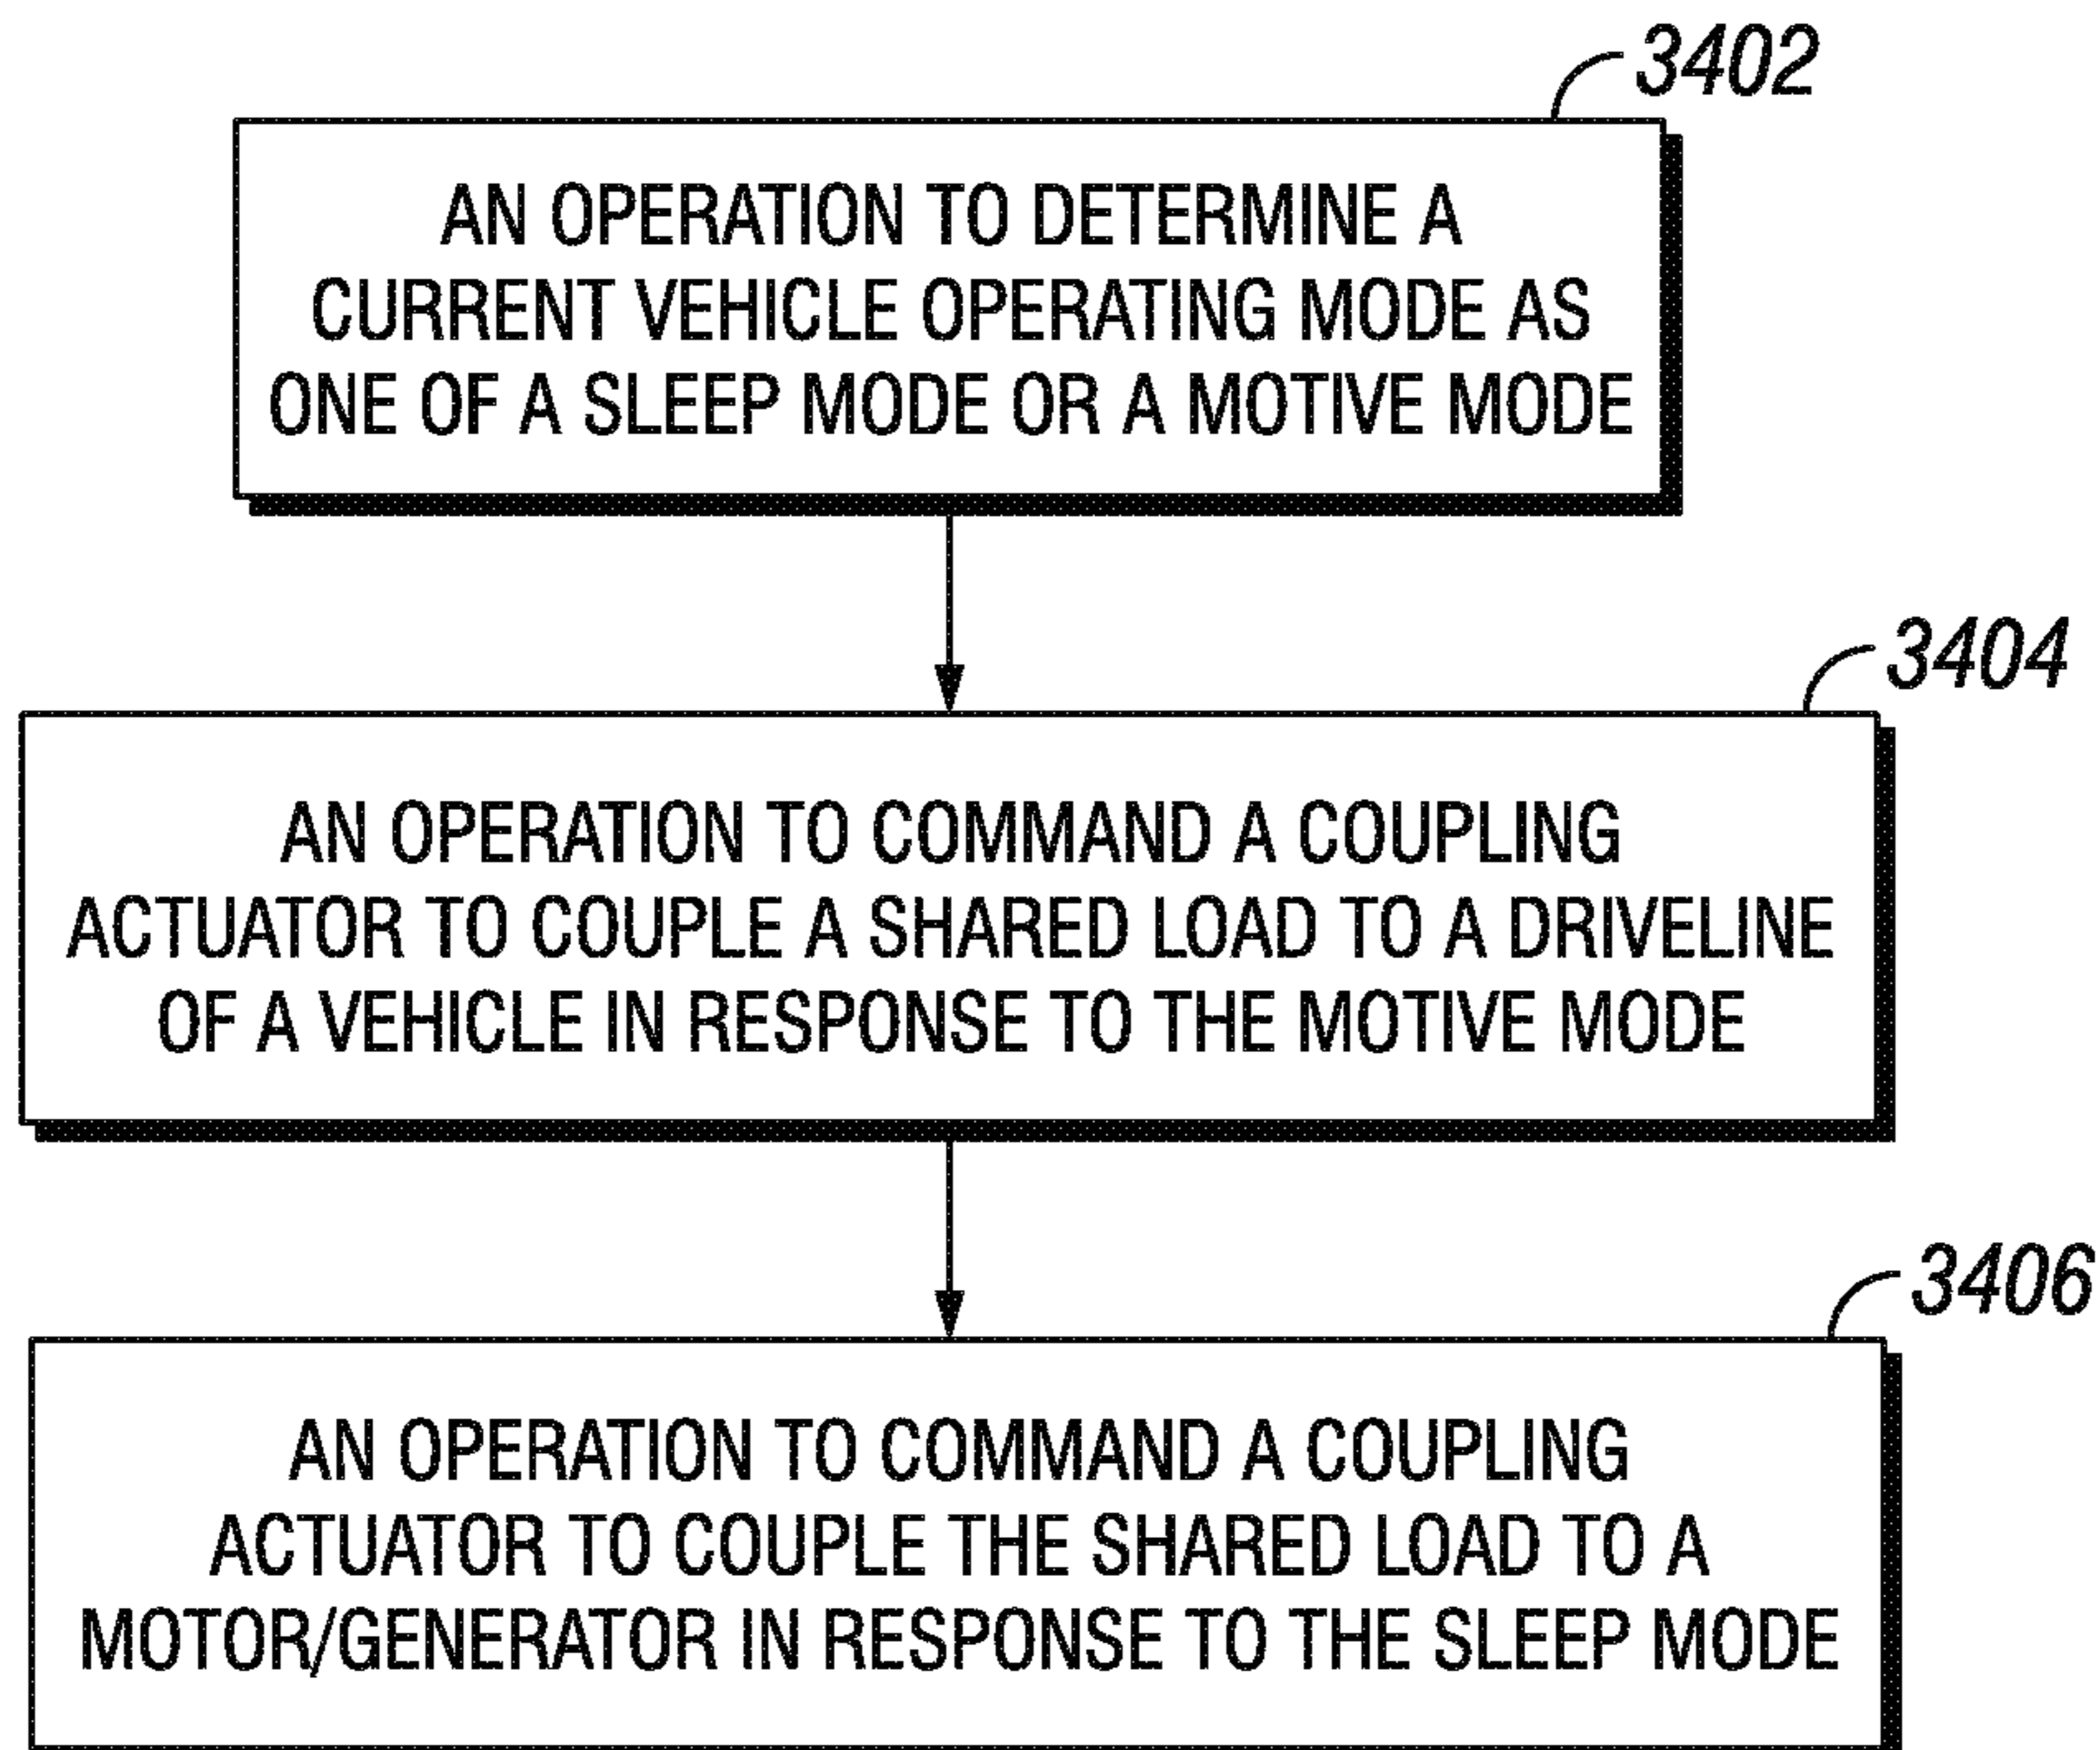 3402
AN OPERATION TO DETERMINE A
CURRENT VEHICLE OPERATING MODE AS
ONE OF A SLEEP MODE OR A MOTIVE MODE
3404
AN OPERATION TO COMMAND A COUPLING
ACTUATOR TO COUPLE A SHARED LOAD TO A DRIVELINE
OF A VEHICLE IN RESPONSE TO THE MOTIVE MODE
3406
AN OPERATION TO COMMAND A COUPLING
ACTUATOR TO COUPLE THE SHARED LOAD TO A
MOTOR/GENERATOR IN RESPONSE TO THE SLEEP MODE